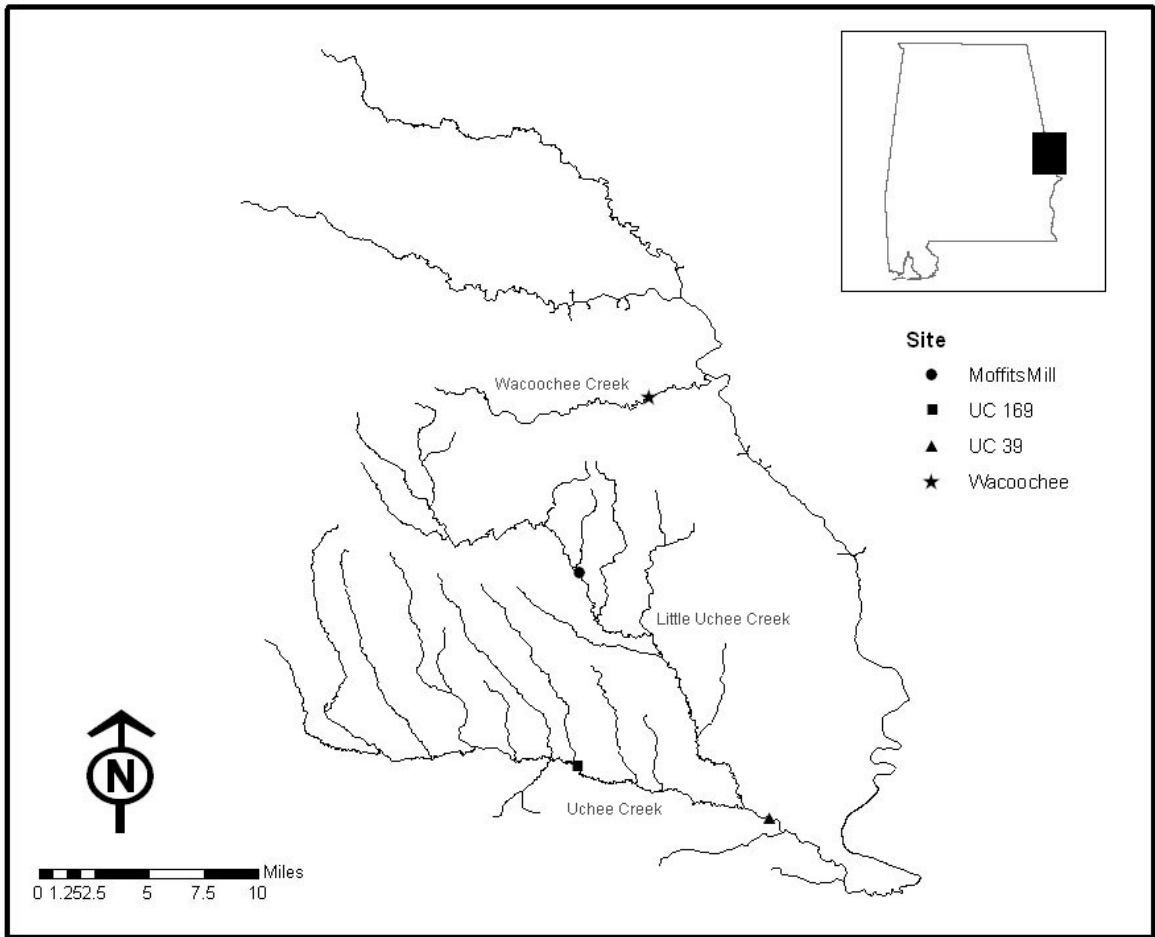 Wacoochee Creek
Site
MoffitsMill
UC 169
UC 39
Wacoochee
Little Uchee Creek
Uchee Creek
N
Miles
0 1.252.5 5 7.5 10